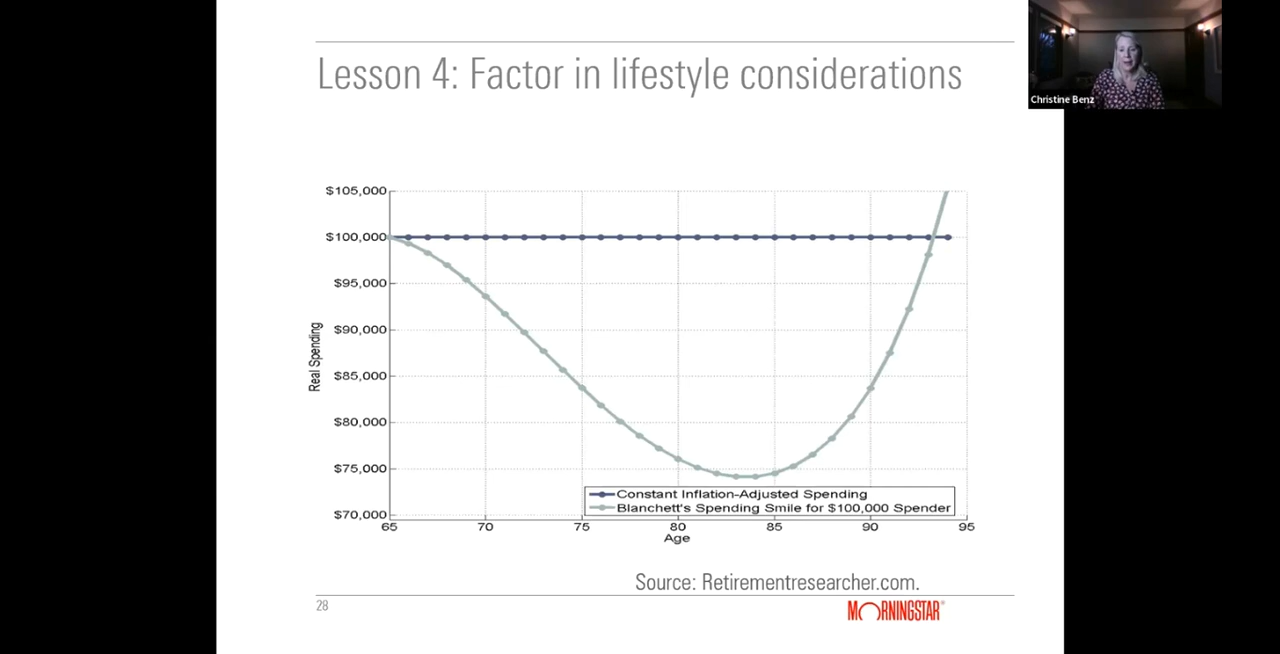 Lesson 4: Factor in lifestyle considerations
Christine Benz
$105,000
$100,000
$95,000
$90,000
$85,000
$80,000
$75,000
$70,000
Real Spending
Constant Inflation-Adjusted Spending
Blanchett's Spending Smile for $100,000 Spender
65 70 75 80 85 90 95
Age
Source: Retirementresearcher.com.
28
MORNINGSTAR®